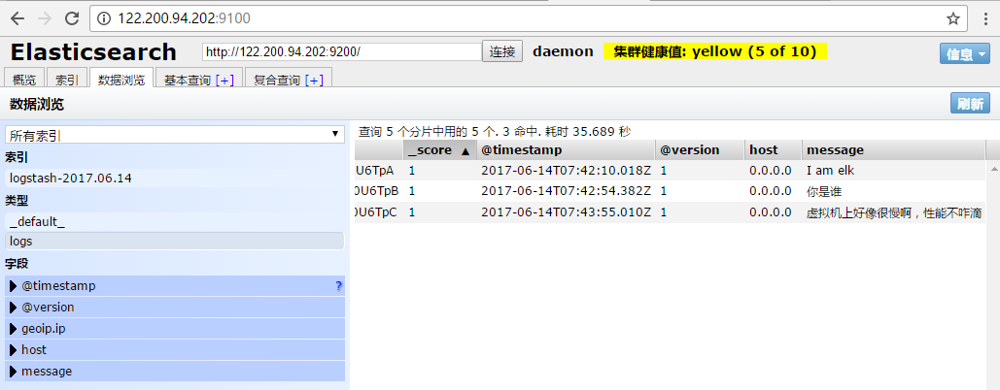 122.200.94.202:9100
Elasticsearch http://122.200.94.202:9200/ 连接 daemon 集群健康值: yellow (5 of 10) 信息
概览 索引 数据浏览 基本查询 [+] 复合查询 [+]
数据浏览 刷新
所有索引
索引
logstash-2017.06.14
类型
_default_
logs
字段
@timestamp ?
@version
geoip.ip
host
message
查询 5 个分片中用的 5 个. 3 命中. 耗时 35.689 秒
_score ▲ @timestamp @version host message
0U6TpA 1 2017-06-14T07:42:10.018Z 1 0.0.0.0 I am elk
0U6TpB 1 2017-06-14T07:42:54.382Z 1 0.0.0.0 你是谁
0U6TpC 1 2017-06-14T07:43:55.010Z 1 0.0.0.0 虚拟机上好像很慢啊，性能不咋滴